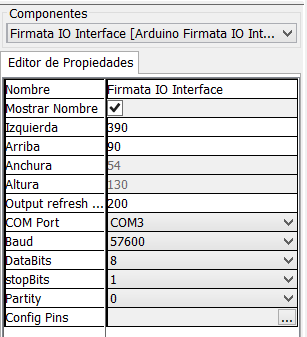 Componentes
Firmata IO Interface [Arduino Firmata IO Int...
Editor de Propiedades
Nombre Firmata IO Interface
Mostrar Nombre
Izquierda 390
Arriba 90
Anchura 54
Altura 130
Output refresh ... 200
COM Port COM3
Baud 57600
DataBits 8
stopBits 1
Partity 0
Config Pins ...